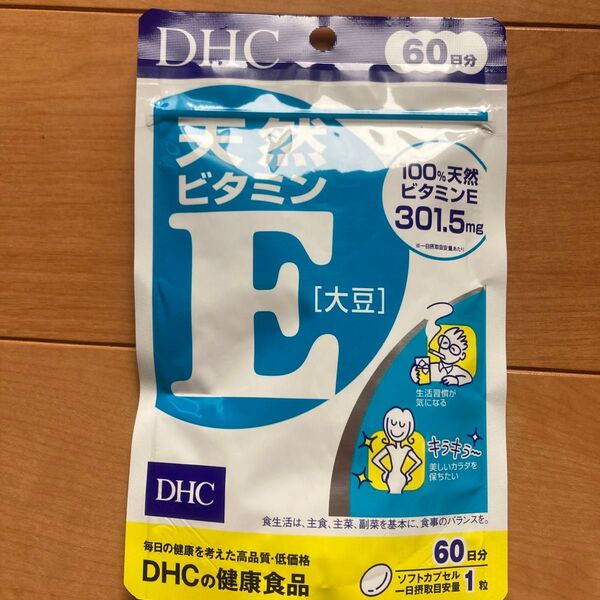 DHC
60日分
天然
ビタミン
E
[大豆]
100%天然
ビタミンE
301.5mg
※一日摂取目安量あたり
生活習慣が
気になる
キラキラ〜
美しいカラダを
保ちたい
DHC
食生活は、主食、主菜、副菜を基本に、食事のバランスを。
毎日の健康を考えた高品質・低価格
DHCの健康食品
60日分
ソフトカプセル
一日摂取目安量1粒